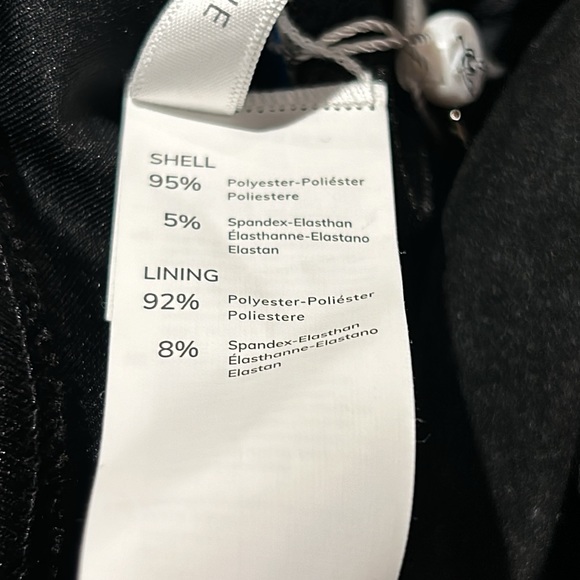 VE
SHELL
95% Polyester-Poliéster
Poliestere
5% Spandex-Elasthan
Élasthanne-Elastano
Elastan
LINING
92% Polyester-Poliéster
Poliestere
8% Spandex-Elasthan
Élasthanne-Elastano
Elastan